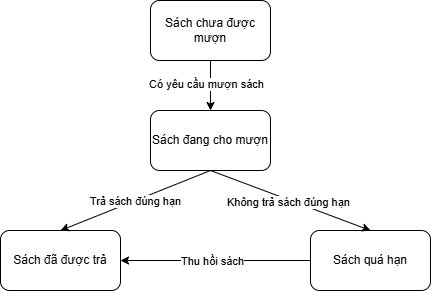 Sách chưa được
mượn
Có yêu cầu mượn sách
Sách đang cho mượn
Trả sách đúng hạn
Không trả sách đúng hạn
Sách đã được trả
Thu hồi sách
Sách quá hạn